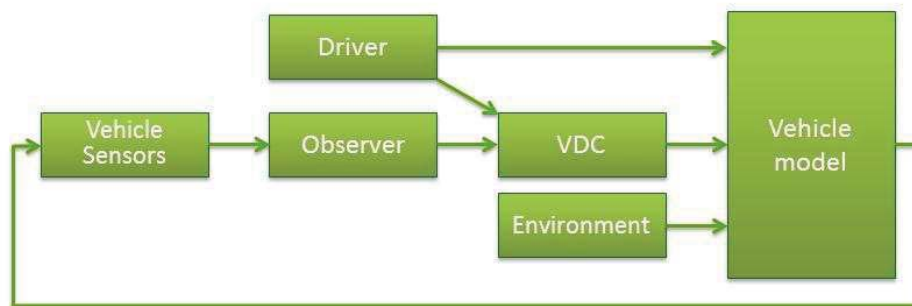 Driver
Vehicle
Sensors
Observer
VDC
Vehicle
model
Environment